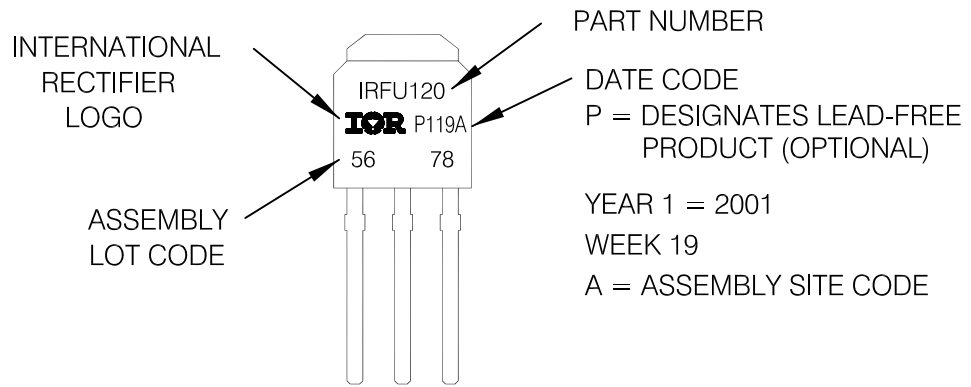 INTERNATIONAL
RECTIFIER
LOGO
ASSEMBLY
LOT CODE
IRFU120
IOR P119A
56 78
PART NUMBER
DATE CODE
P = DESIGNATES LEAD-FREE
PRODUCT (OPTIONAL)
YEAR 1 = 2001
WEEK 19
A = ASSEMBLY SITE CODE